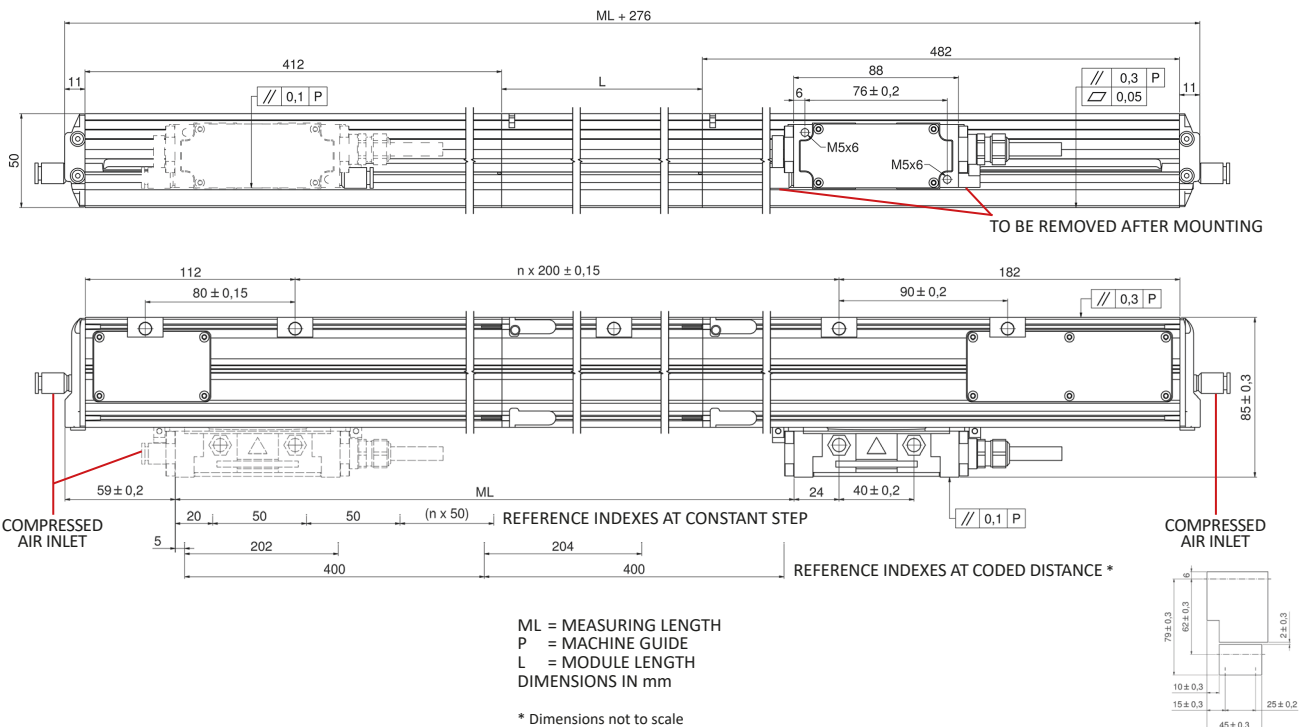 ML + 276
482
412
L
88
11
// 0,1 P
6
76 ± 0,2
// 0,3 P
⏥ 0,05
11
50
M5x6
M5x6
TO BE REMOVED AFTER MOUNTING
112
n x 200 ± 0,15
182
80 ± 0,15
90 ± 0,2
// 0,3 P
85 ± 0,3
59 ± 0,2
ML
24
40 ± 0,2
COMPRESSED
AIR INLET
20
50
50
(n x 50)
REFERENCE INDEXES AT CONSTANT STEP
// 0,1 P
COMPRESSED
AIR INLET
5
202
204
400
400
REFERENCE INDEXES AT CODED DISTANCE *
6
79 ± 0,3
62 ± 0,3
2 ± 0,3
10 ± 0,3
15 ± 0,3
25 ± 0,2
45 ± 0,3
ML = MEASURING LENGTH
P = MACHINE GUIDE
L = MODULE LENGTH
DIMENSIONS IN mm
* Dimensions not to scale